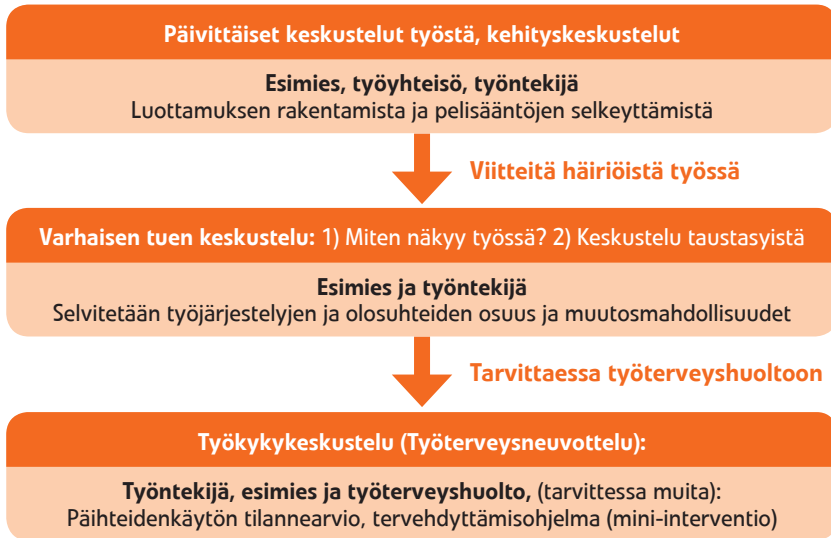 Päivittäiset keskustelut työstä, kehityskeskustelut
Esimies, työyhteisö, työntekijä
Luottamuksen rakentamista ja pelisääntöjen selkeyttämistä
Viitteitä häiriöistä työssä
Varhaisen tuen keskustelu: 1) Miten näkyy työssä? 2) Keskustelu taustasyistä
Esimies ja työntekijä
Selvitetään työjärjestelyjen ja olosuhteiden osuus ja muutosmahdollisuudet
Tarvittaessa työterveyshuoltoon
Työkykykeskustelu (Työterveysneuvottelu):
Työntekijä, esimies ja työterveyshuolto, (tarvittessa muita):
Päihteidenkäytön tilannearvio, tervehdyttämisohjelma (mini-interventio)